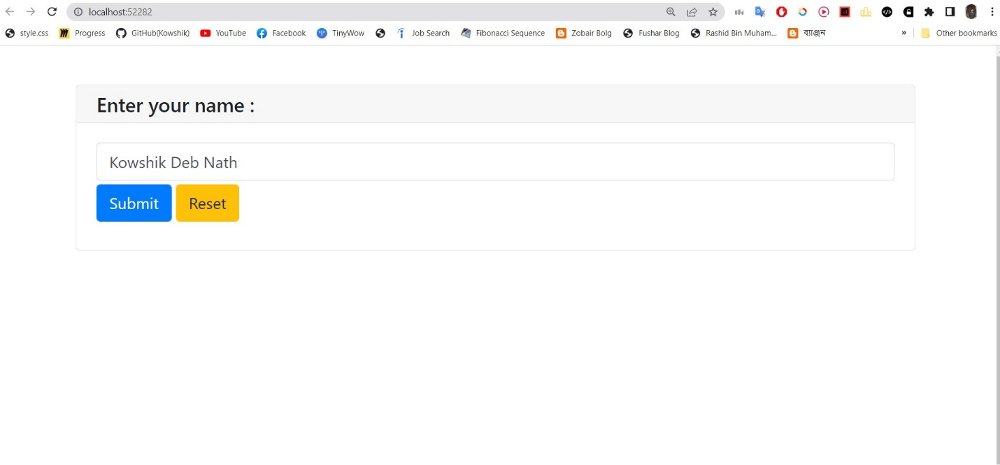 localhost:52282
style.css Progress GitHub(Kowshik) YouTube Facebook TinyWow Job Search Fibonacci Sequence Zobair Bolg Fushar Blog Rashid Bin Muham... ব্যাঞ্জন » Other bookmarks
Enter your name :
Kowshik Deb Nath
Submit Reset